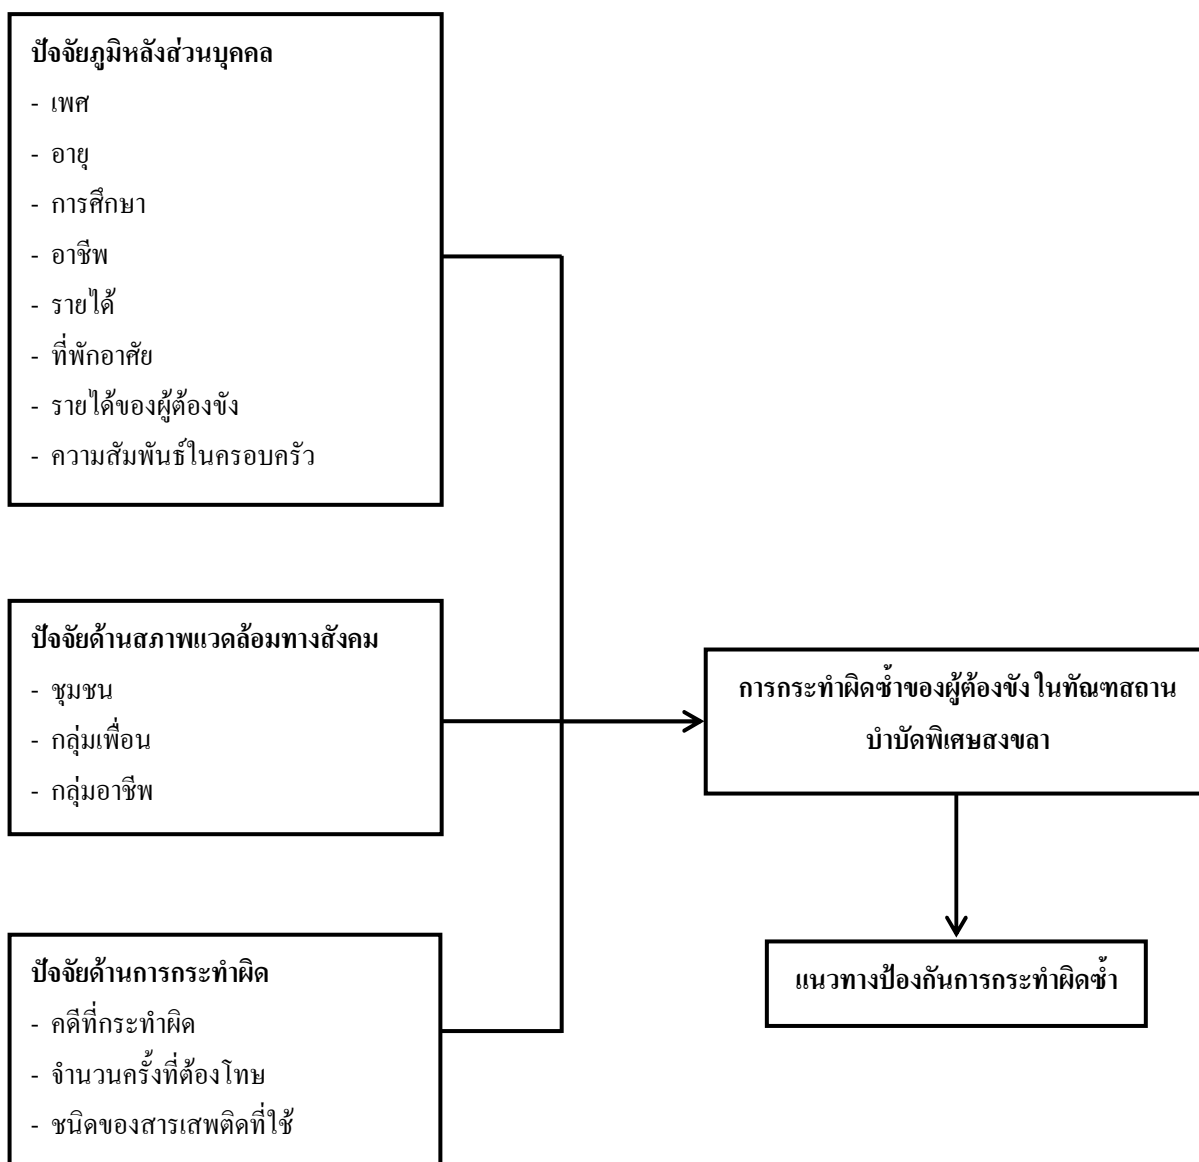 ปัจจัยภูมิหลังส่วนบุคคล
- เพศ
- อายุ
- การศึกษา
- อาชีพ
- รายได้
- ที่พักอาศัย
- รายได้ของผู้ต้องขัง
- ความสัมพันธ์ในครอบครัว
ปัจจัยด้านสภาพแวดล้อมทางสังคม
- ชุมชน
- กลุ่มเพื่อน
- กลุ่มอาชีพ
ปัจจัยด้านการกระทำผิด
- คดีที่กระทำผิด
- จำนวนครั้งที่ต้องโทษ
- ชนิดของสารเสพติดที่ใช้
การกระทำผิดซ้ำของผู้ต้องขัง ในทัณฑสถาน
บำบัดพิเศษสงขลา
แนวทางป้องกันการกระทำผิดซ้ำ